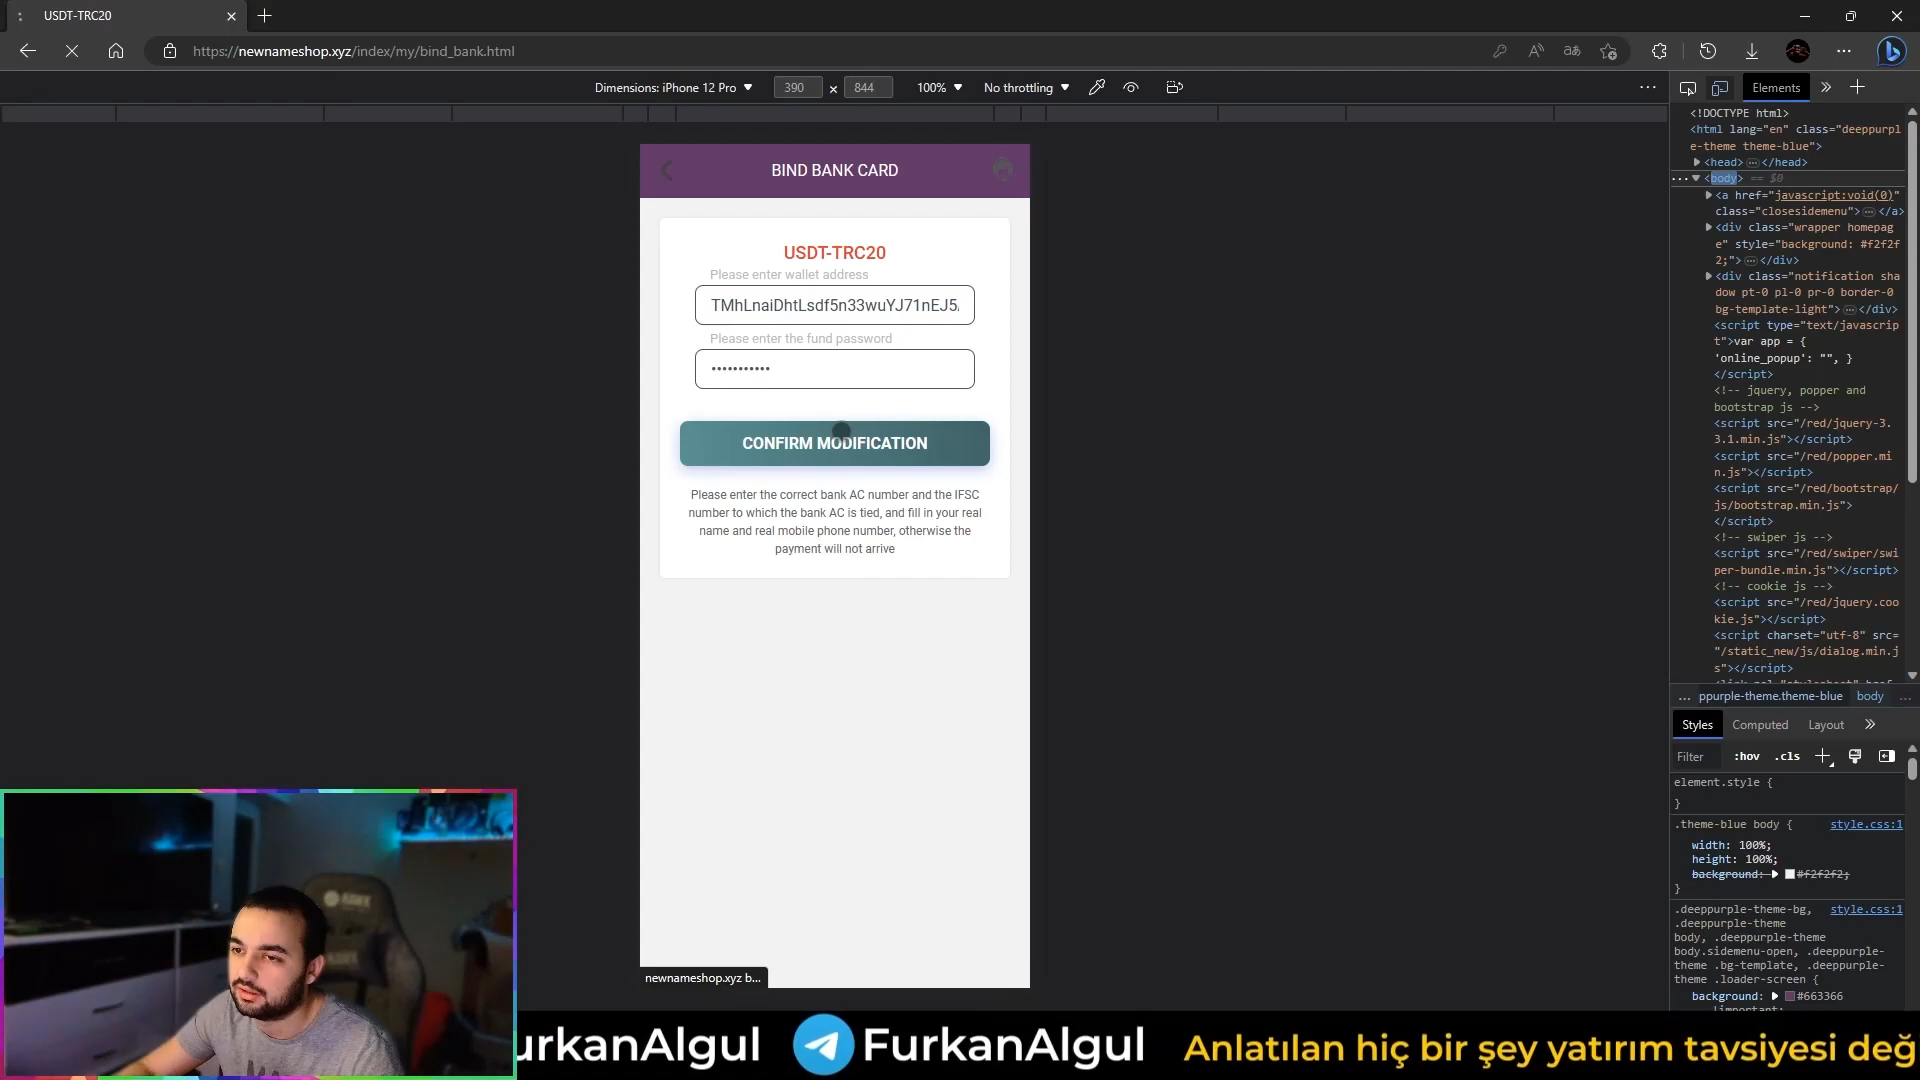 USDT-TRC20
https://newnameshop.xyz/index/my/bind_bank.html
Dimensions: iPhone 12 Pro
390 × 844
100%
No throttling
BIND BANK CARD
USDT-TRC20
Please enter wallet address
TMhLnaiDhtLsdf5n33wuYJ71nEJ5
Please enter the fund password
CONFIRM MODIFICATION
Please enter the correct bank AC number and the IFSC
number to which the bank AC is tied, and fill in your real
name and real mobile phone number, otherwise the
payment will not arrive
newnameshop.xyz b...
Elements
<!DOCTYPE html>
<html lang="en" class="deeppurpl
e-theme theme-blue">
<head> … </head>
<body> == $0
<a href="javascript:void(0)"
class="closesidemenu"> … </a>
<div class="wrapper homepag
e" style="background: #f2f2f
2;"> … </div>
<div class="notification sha
dow pt-0 pl-0 pr-0 border-0
bg-template-light"> … </div>
<script type="text/javascrip
t">var app = {
'online_popup': "", }
</script>
<!-- jquery, popper and
bootstrap js -->
<script src="/red/jquery-3.
3.1.min.js"></script>
<script src="/red/popper.mi
n.js"></script>
<script src="/red/bootstrap/
js/bootstrap.min.js">
</script>
<!-- swiper js -->
<script src="/red/swiper/swi
per-bundle.min.js"></script>
<!-- cookie js -->
<script src="/red/jquery.coo
kie.js"></script>
<script charset="utf-8" src=
"/static_new/js/dialog.min.j
s"></script>
... ppurple-theme.theme-blue body ...
Styles Computed Layout
Filter :hov .cls
element.style {
}
.theme-blue body { style.css:1
width: 100%;
height: 100%;
background: #f2f2f2;
}
.deeppurple-theme-bg, style.css:1
.deeppurple-theme
body, .deeppurple-theme
body.sidemenu-open, .deeppurple-
theme .bg-template, .deeppurple-
theme .loader-screen {
background: #663366
!important;
urkanAlgul FurkanAlgul Anlatılan hiç bir şey yatırım tavsiyesi değ